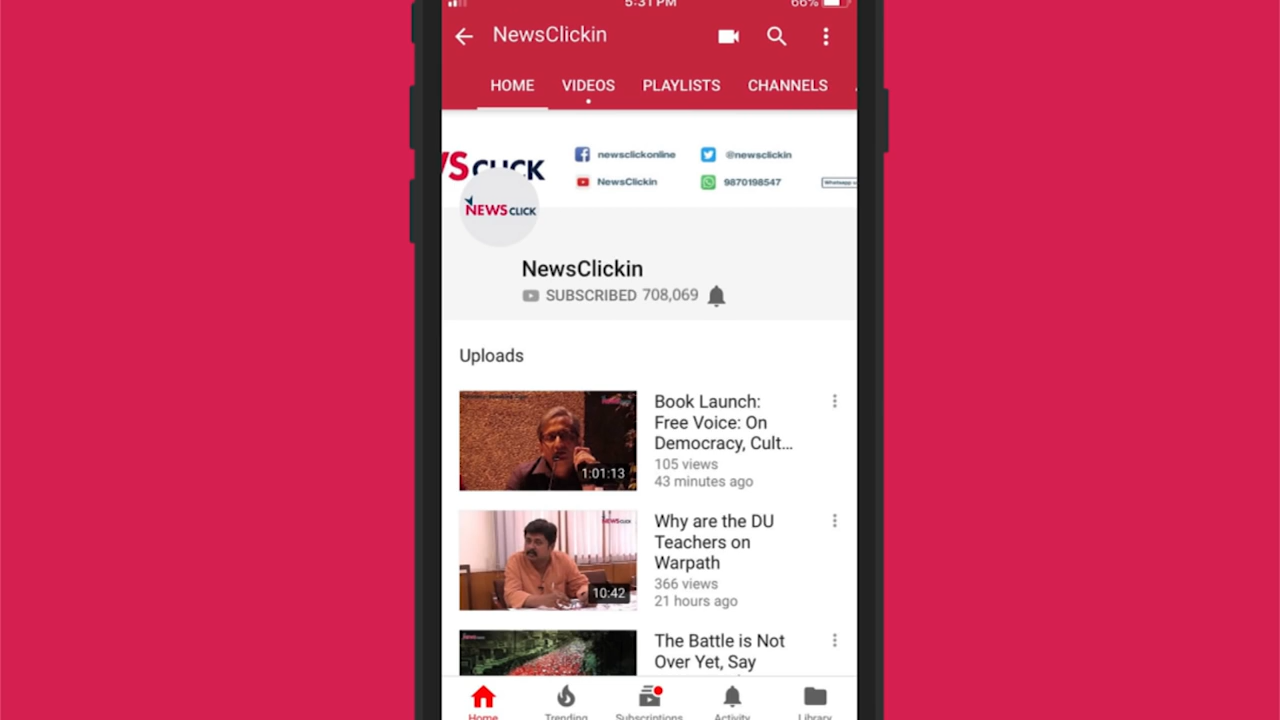 5:31 PM 66%
NewsClickin
HOME VIDEOS PLAYLISTS CHANNELS
WS CLICK
newsclickonline @newsclickin
NewsClickin 9870198547
NEWS CLICK
NewsClickin
SUBSCRIBED 708,069
Uploads
Book Launch:
Free Voice: On
Democracy, Cult...
105 views
43 minutes ago
1:01:13
NEWSCLICK
Why are the DU
Teachers on
Warpath
366 views
21 hours ago
10:42
The Battle is Not
Over Yet, Say
Home Trending Subscriptions Activity Library